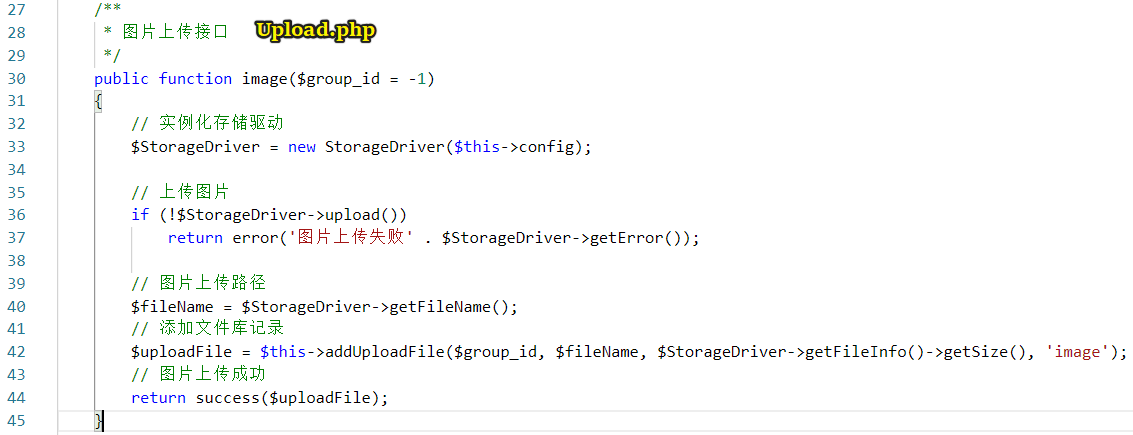 27 /**
28 * 图片上传接口 Upload.php
29 */
30 public function image($group_id = -1)
31 {
32 // 实例化存储驱动
33 $StorageDriver = new StorageDriver($this->config);
34
35 // 上传图片
36 if (!$StorageDriver->upload())
37 return error('图片上传失败' . $StorageDriver->getError());
38
39 // 图片上传路径
40 $fileName = $StorageDriver->getFileName();
41 // 添加文件库记录
42 $uploadFile = $this->addUploadFile($group_id, $fileName, $StorageDriver->getFileInfo()->getSize(), 'image');
43 // 图片上传成功
44 return success($uploadFile);
45 }